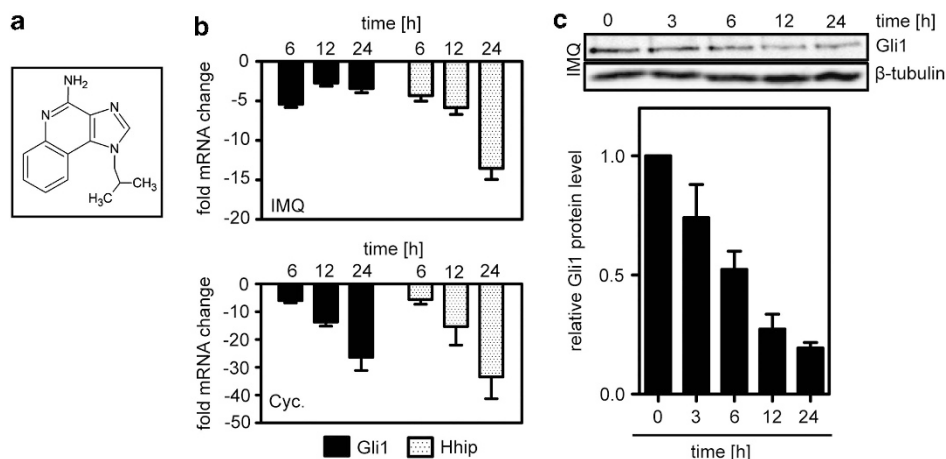 a
NH₂
N
N
N
H₃C
CH₃
b
time [h]
6 12 24 6 12 24
0
-5
-10
-15
-20
fold mRNA change
IMQ
time [h]
6 12 24 6 12 24
0
-10
-20
-30
-40
-50
fold mRNA change
Cyc.
Gli1 Hhip
c
0 3 6 12 24 time [h]
IMQ
Gli1
β-tubulin
1.0
0.5
0.0
relative Gli1 protein level
0 3 6 12 24
time [h]